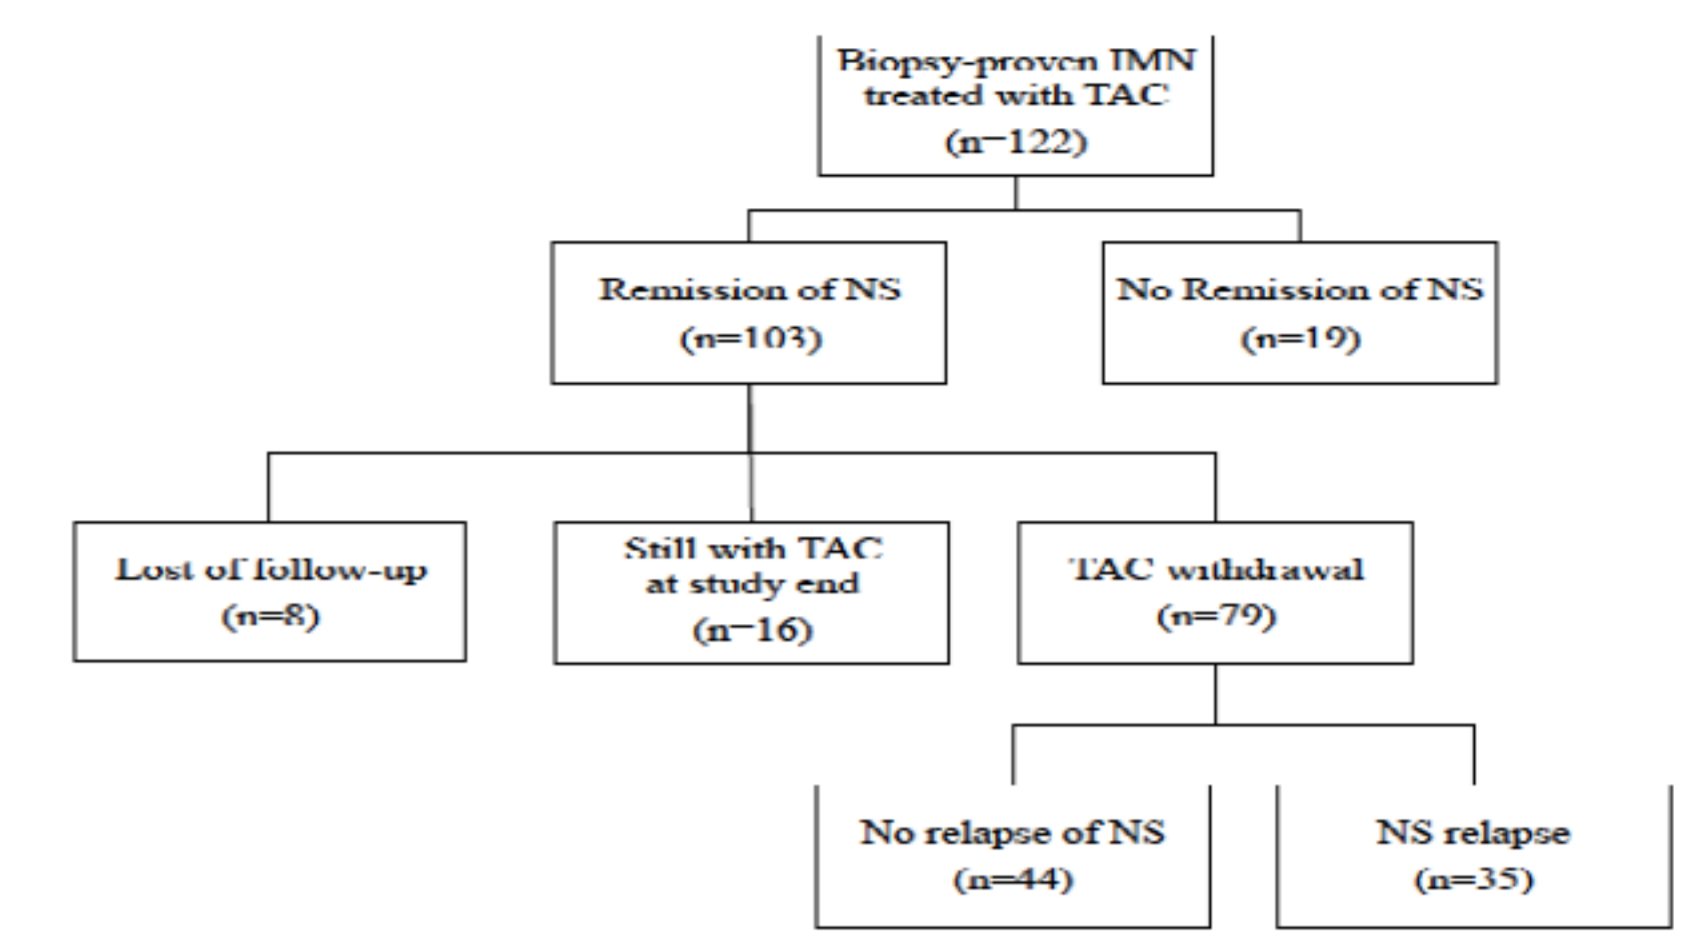 Biopsy-proven IMN
treated with TAC
(n=122)
Remission of NS
(n=103)
No Remission of NS
(n=19)
Lost of follow-up
(n=8)
Still with TAC
at study end
(n=16)
TAC withdrawal
(n=79)
No relapse of NS
(n=44)
NS relapse
(n=35)